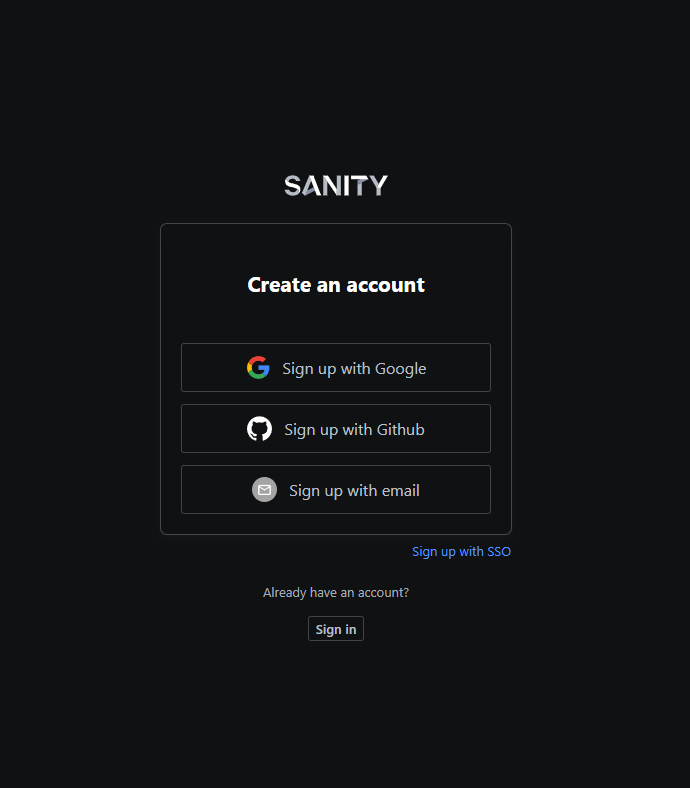 SANITY
Create an account
Sign up with Google
Sign up with Github
Sign up with email
Sign up with SSO
Already have an account?
Sign in